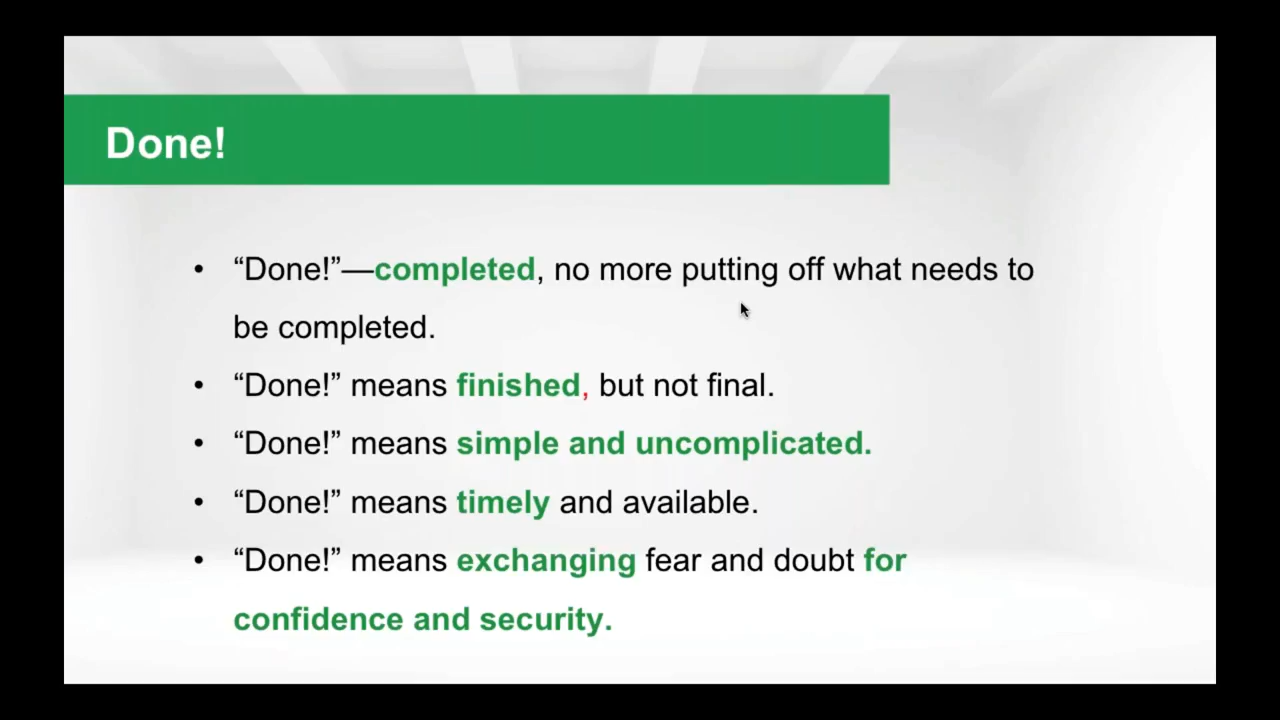 Done!
• “Done!”—completed, no more putting off what needs to
be completed.
• “Done!” means finished, but not final.
• “Done!” means simple and uncomplicated.
• “Done!” means timely and available.
• “Done!” means exchanging fear and doubt for
confidence and security.